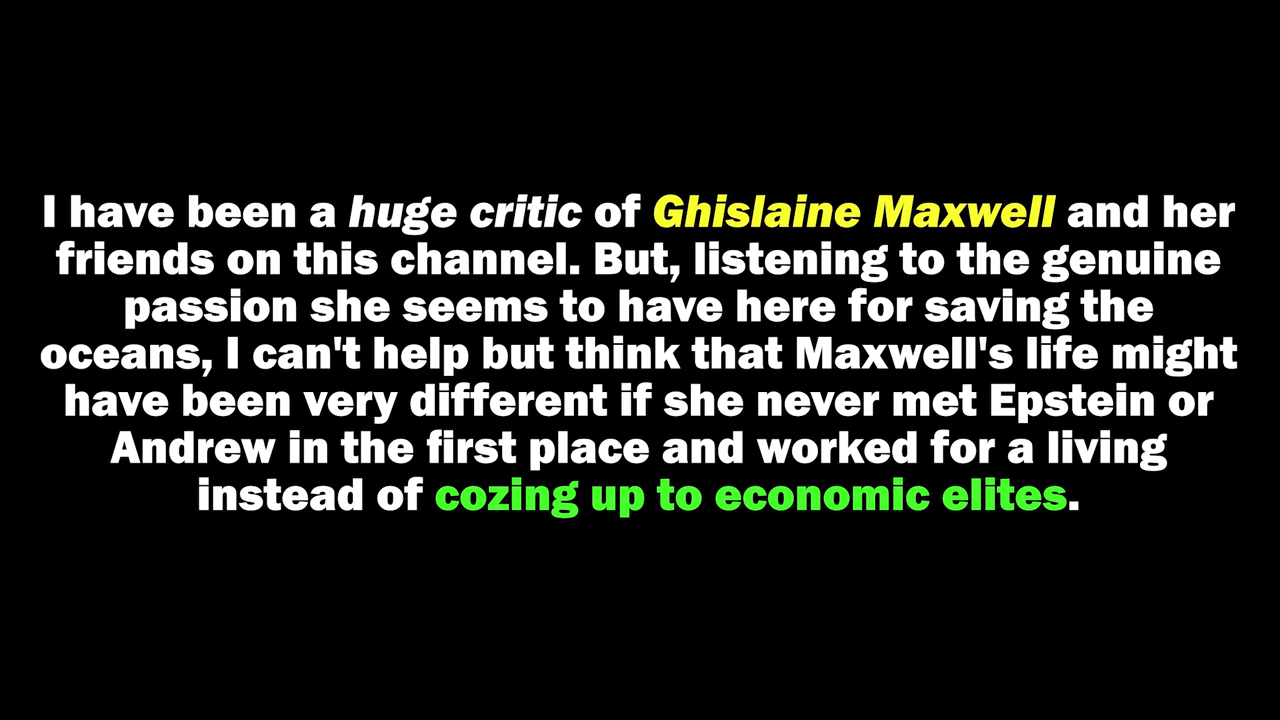 I have been a huge critic of Ghislaine Maxwell and her
friends on this channel. But, listening to the genuine
passion she seems to have here for saving the
oceans, I can't help but think that Maxwell's life might
have been very different if she never met Epstein or
Andrew in the first place and worked for a living
instead of cozing up to economic elites.